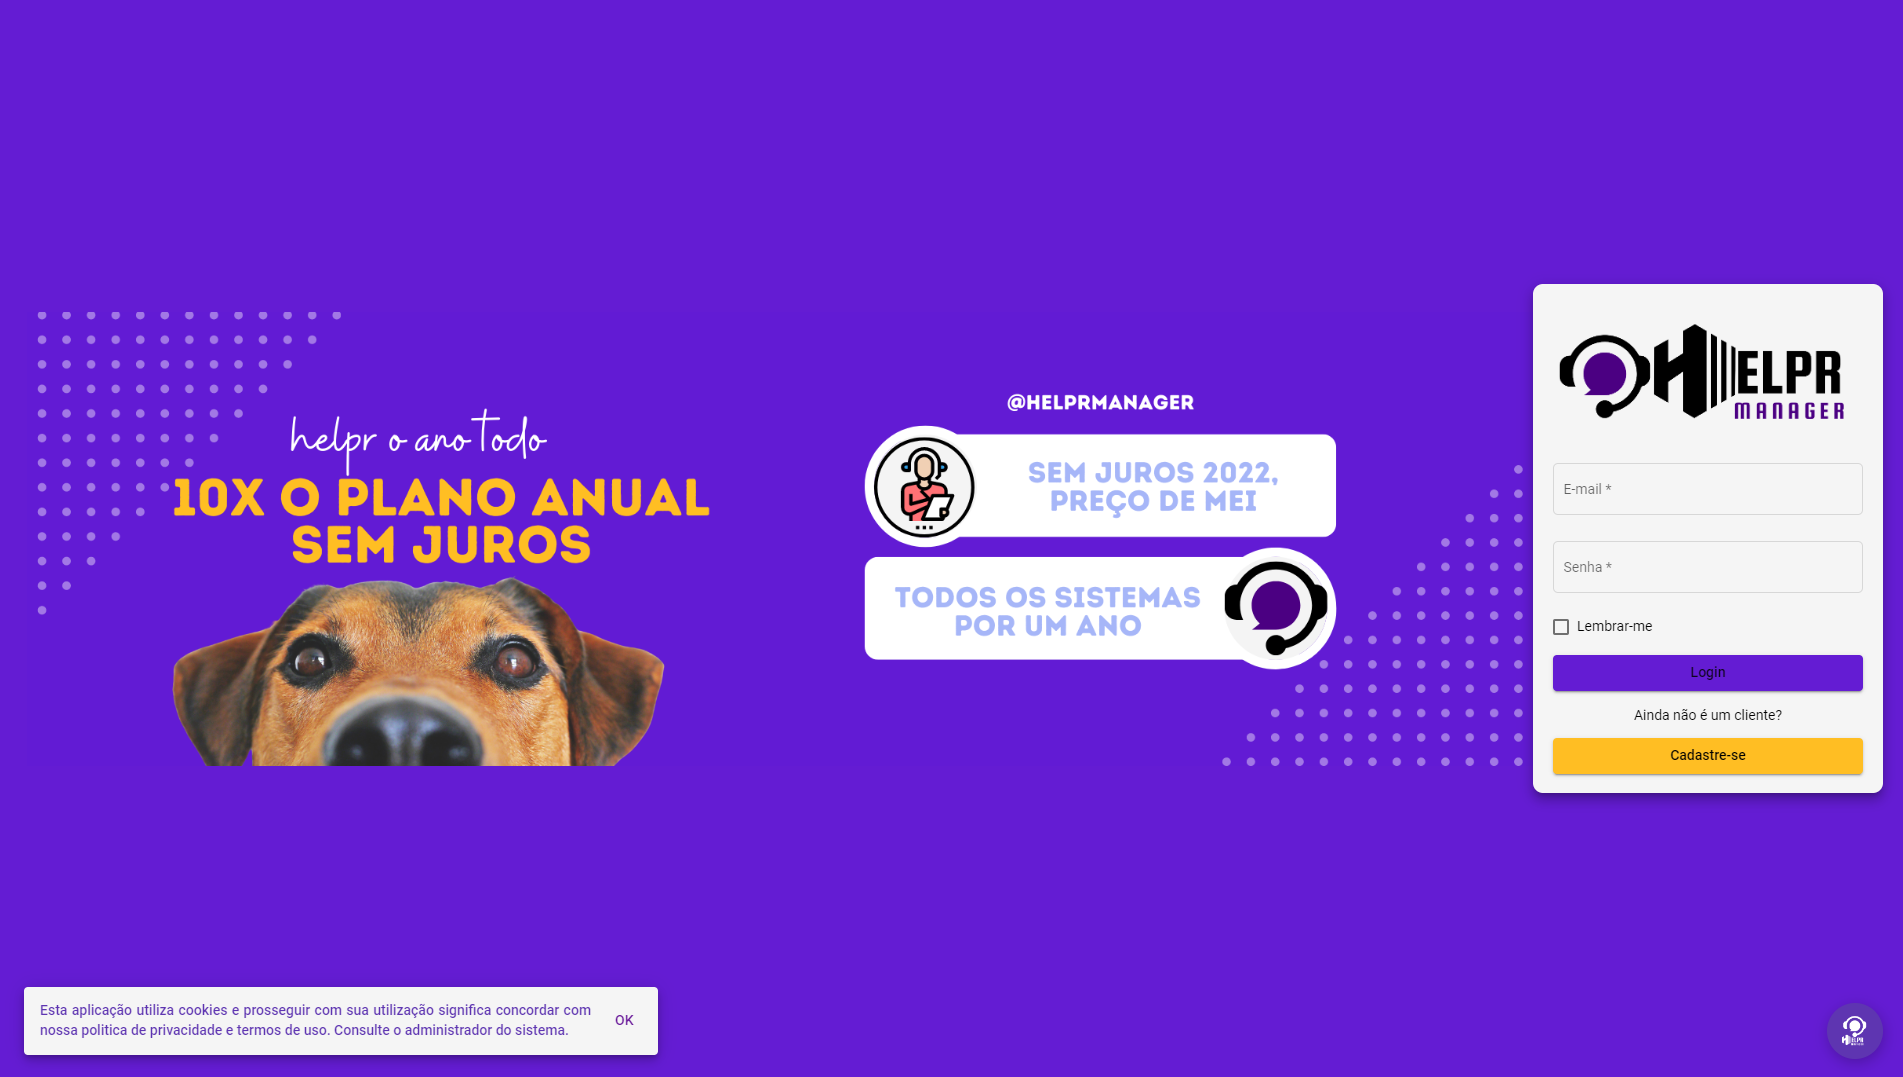 helpr o ano todo
10X O PLANO ANUAL
SEM JUROS
@HELPRMANAGER
SEM JUROS 2022,
PREÇO DE MEI
TODOS OS SISTEMAS
POR UM ANO
HELPR
MANAGER
E-mail *
Senha *
Lembrar-me
Login
Ainda não é um cliente?
Cadastre-se
Esta aplicação utiliza cookies e prosseguir com sua utilização significa concordar com
nossa politica de privacidade e termos de uso. Consulte o administrador do sistema.
OK
HELPR